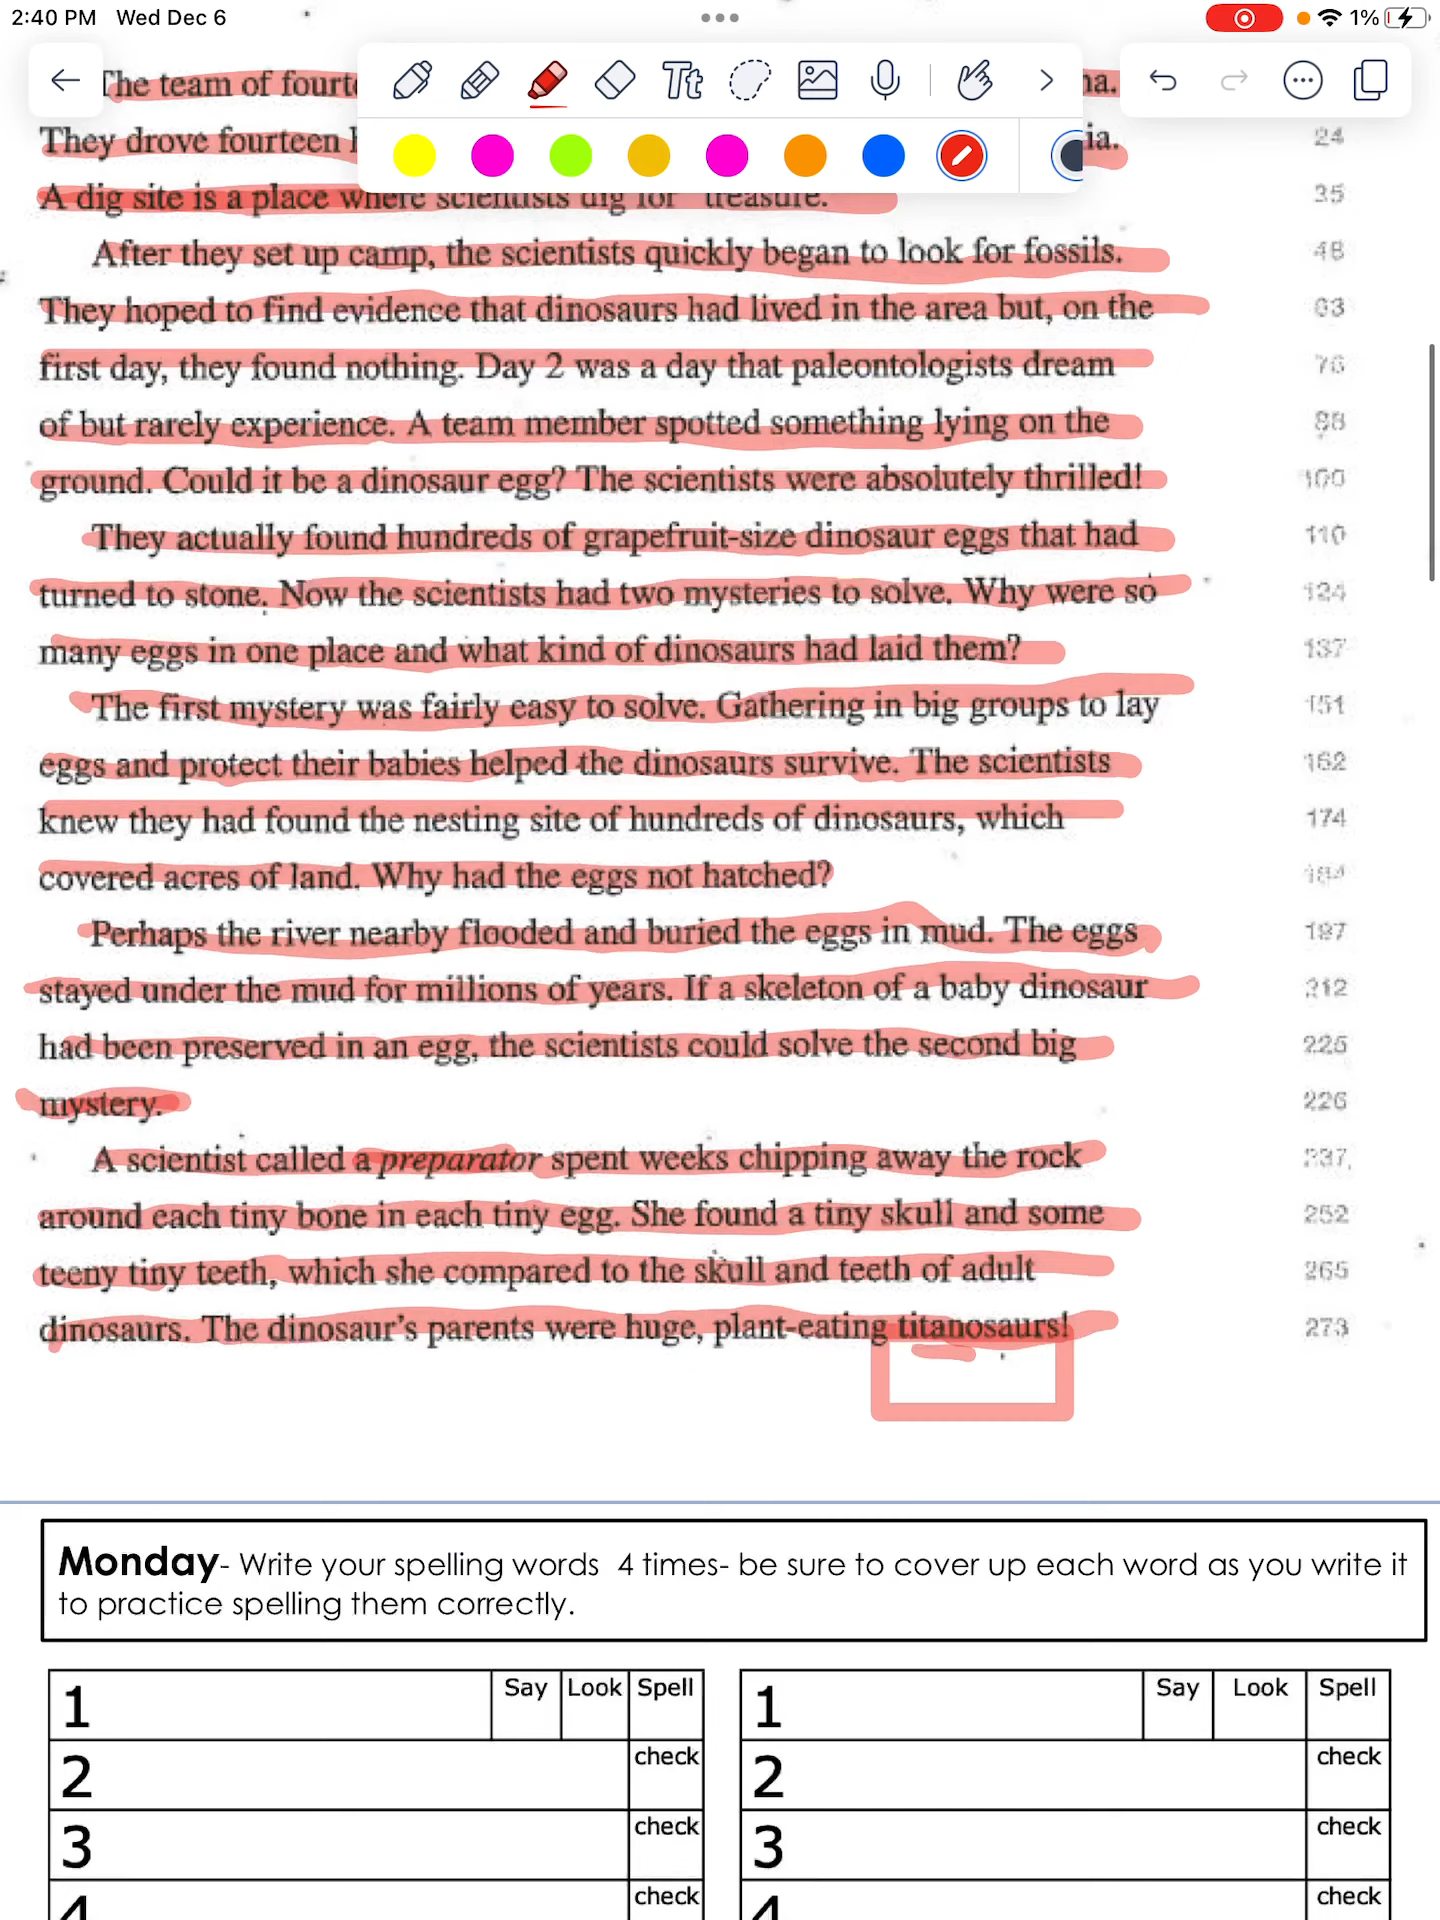 2:40 PM Wed Dec 6
1%
Tt
The team of
They drove fourteen
24
A dig site is a place where scientists dig for "treasure."
35
After they set up camp, the scientists quickly began to look for fossils.
48
They hoped to find evidence that dinosaurs had lived in the area but, on the
63
first day, they found nothing. Day 2 was a day that paleontologists dream
76
of but rarely experience. A team member spotted something lying on the
88
ground. Could it be a dinosaur egg? The scientists were absolutely thrilled!
100
They actually found hundreds of grapefruit-size dinosaur eggs that had
110
turned to stone. Now the scientists had two mysteries to solve. Why were so
124
many eggs in one place and what kind of dinosaurs had laid them?
137
The first mystery was fairly easy to solve. Gathering in big groups to lay
151
eggs and protect their babies helped the dinosaurs survive. The scientists
162
knew they had found the nesting site of hundreds of dinosaurs, which
174
covered acres of land. Why had the eggs not hatched?
184
Perhaps the river nearby flooded and buried the eggs in mud. The eggs
197
stayed under the mud for millions of years. If a skeleton of a baby dinosaur
212
had been preserved in an egg, the scientists could solve the second big
225
mystery.
226
A scientist called a preparator spent weeks chipping away the rock
237
around each tiny bone in each tiny egg. She found a tiny skull and some
252
teeny tiny teeth, which she compared to the skull and teeth of adult
265
dinosaurs. The dinosaur's parents were huge, plant-eating titanosaurs!
273
Monday- Write your spelling words 4 times- be sure to cover up each word as you write it
to practice spelling them correctly.
1 Say Look Spell 1 Say Look Spell
2 check 2 check
3 check 3 check
4 check 4 check